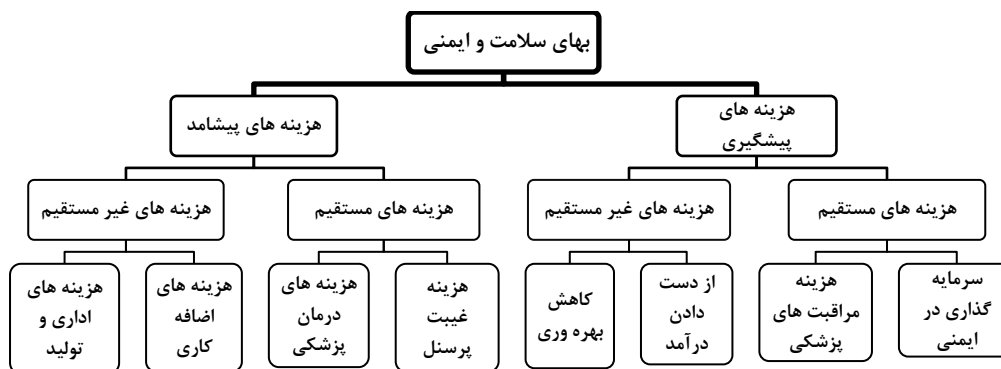 بهای سلامت و ایمنی
هزینه های
پیشگیری
هزینه های پیشامد
هزینه های مستقیم
هزینه های غیر مستقیم
هزینه های مستقیم
هزینه های غیر مستقیم
سرمایه
گذاری در
ایمنی
هزینه
مراقبت های
پزشکی
از دست
دادن
درآمد
کاهش
بهره وری
هزینه
غیبت
پرسنل
هزینه های
درمان
پزشکی
هزینه های
اضافه
کاری
هزینه های
اداری و
تولید